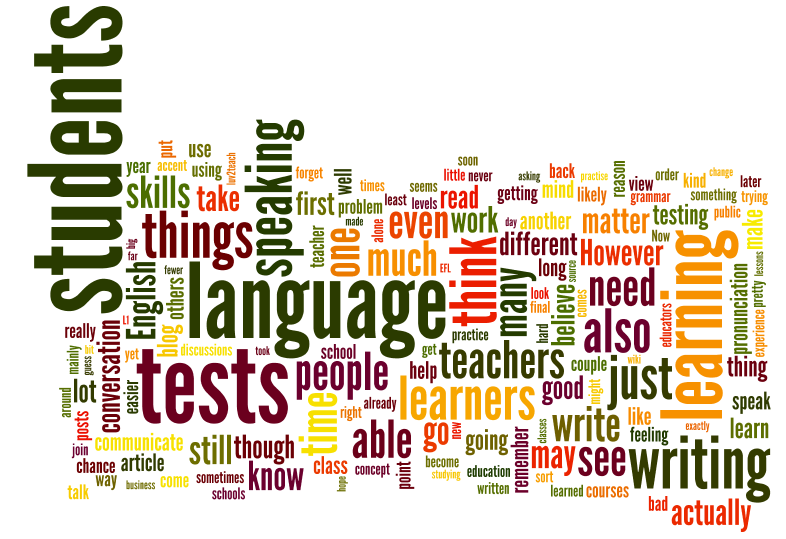 students
put
use
year
accent
using
luv2teach
skills
take
things
big
far
fewer
English
others
speaking
forget
first
well
times
problem
made
teacher
one
alone
least
levels
seems
even
much
EFL
soon
little never
read
work
think
day
another
getting
asking
mind
back
practise
likely
reason
view
grammar
order
kind
change
later
something
trying
matter
testing
Now
public
make
different
However
long
source
look
final
many
hard
believe
comes
need
also
educators
learning
pronunciation
pretty
lessons
experience
language
L1
really
mainly
guess
bit
yet
blog
discussions
took
conversation
easier
around
lot
posts
tests
school
people
practice
get
help
teachers
learners
couple
good
might
wiki
just
thing
speak
learn
already
right
time
communicate
join
chance
article
way
business
talk
come
still
though
sometimes
schools
know
class
hope
concept
able
point
go
new
going
become
studying
education
written
remember
classes
write
like
feeling
exactly
may
see
sort
learned
courses
writing
bad
actually